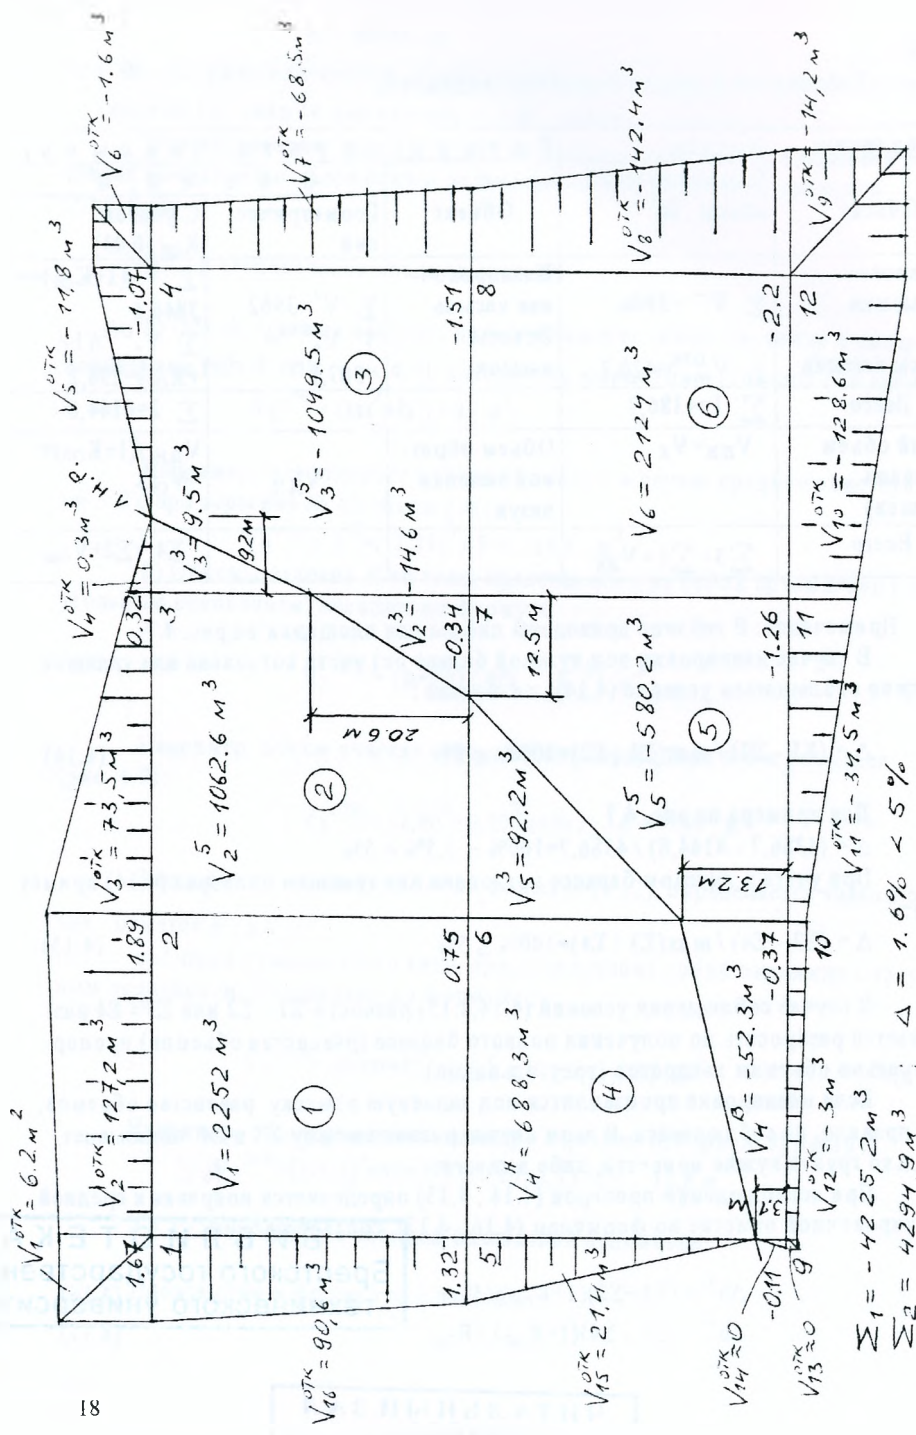 V₁ᵒᵗᵏ = 6.2 м²
V₂ᵒᵗᵏ = 127,2 м³
V₃ᵒᵗᵏ = 73,5 м³
V₄ᵒᵗᵏ = 0.3 м³
Н.Р.
V₅ᵒᵗᵏ = -11.8 м³
V₆ᵒᵗᵏ = -1.6 м³
1.67
1
1.89
2
0.32
3
-1.07
4
V₁ = 2252 м³
1
V₂⁵ = 1062.6 м³
2
V₃³ = 9.5 м³
9.2 м
V₃⁵ = -1049,5 м³
3
V₇ᵒᵗᵏ = -68,5 м³
V₁₆ᵒᵗᵏ = 90,1 м³
20.6 м
V₂³ = -14.6 м³
1.32
5
0.75
6
-0.34
7
-1.51
8
V₄ᴬ = 688,3 м³
4
V₅³ = 92.2 м³
12.5 м
V₅⁵ = -588.2 м³
5
V₆ = -2124 м³
6
V₈ᵒᵗᵏ = -142.4 м³
V₁₅ᵒᵗᵏ = 21.4 м³
V₄ᴮ = -52.3 м³
13.2 м
3.1 м
V₁₄ᵒᵗᵏ = 0
-0.11
9
-0.37
10
-1.26
11
-2.2
12
V₁₃ᵒᵗᵏ = 0
V₁₂ᵒᵗᵏ = -1.3 м³
V₁₁ᵒᵗᵏ = -34.5 м³
V₁₀ᵒᵗᵏ = -128.6 м³
V₉ᵒᵗᵏ = -14,2 м³
Σ₁ = -4225,2 м³
Σ₂ = 4294.9 м³ Δ = 1.6% < 5%
81